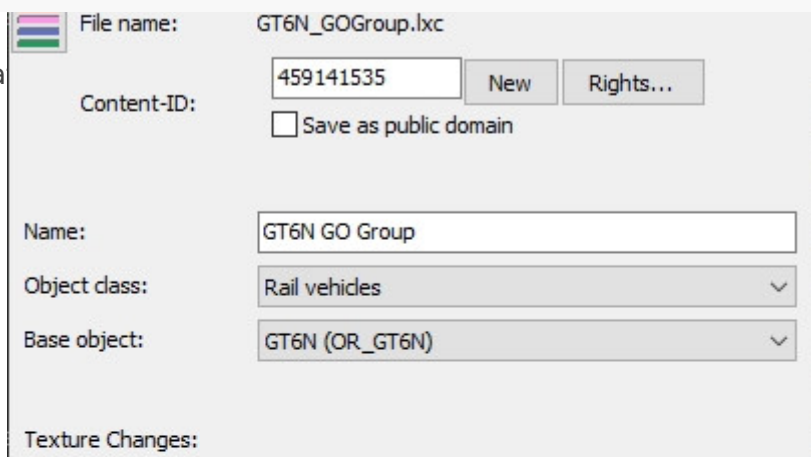 File name: GT6N_GOGroup.lxc
a
Content-ID: 459141535 New Rights...
Save as public domain
Name: GT6N GO Group
Object class: Rail vehicles
Base object: GT6N (OR_GT6N)
Texture Changes: